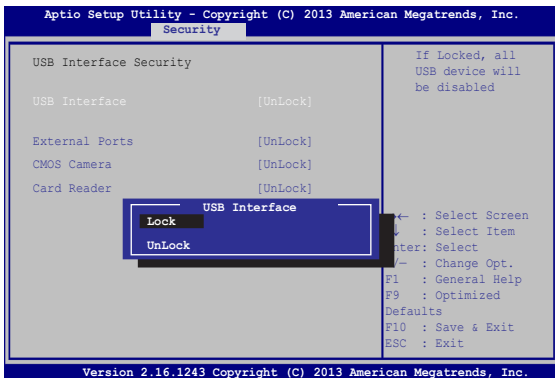 Aptio Setup Utility - Copyright (C) 2013 American Megatrends, Inc.
Security
USB Interface Security
USB Interface [UnLock]
External Ports [UnLock]
CMOS Camera [UnLock]
Card Reader [UnLock]
USB Interface
Lock
UnLock
If Locked, all
USB device will
be disabled
→← : Select Screen
↓ : Select Item
nter: Select
/— : Change Opt.
F1 : General Help
F9 : Optimized
Defaults
F10 : Save & Exit
ESC : Exit
Version 2.16.1243 Copyright (C) 2013 American Megatrends, Inc.